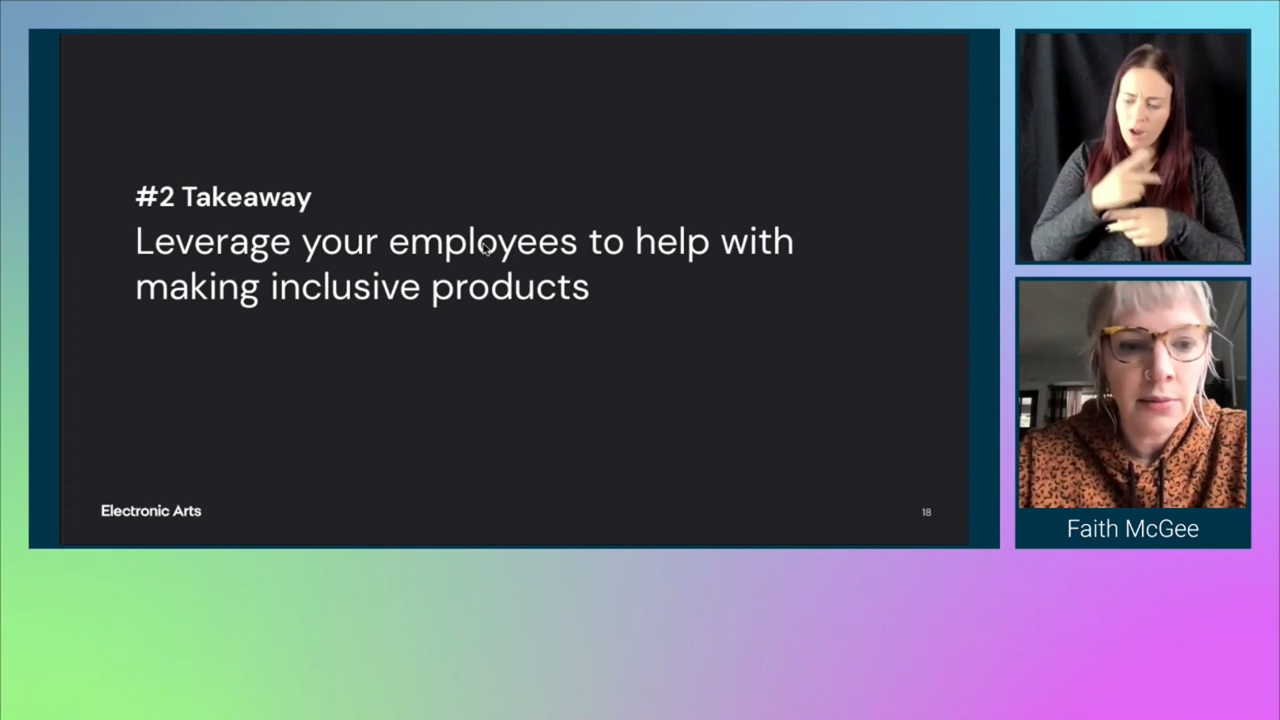 #2 Takeaway
Leverage your employees to help with
making inclusive products
Electronic Arts
18
Faith McGee